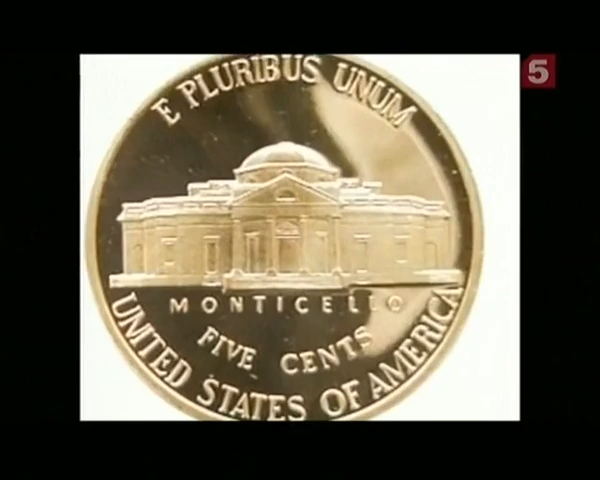 5
E PLURIBUS UNUM
MONTICELLO
FIVE CENTS
UNITED STATES OF AMERICA